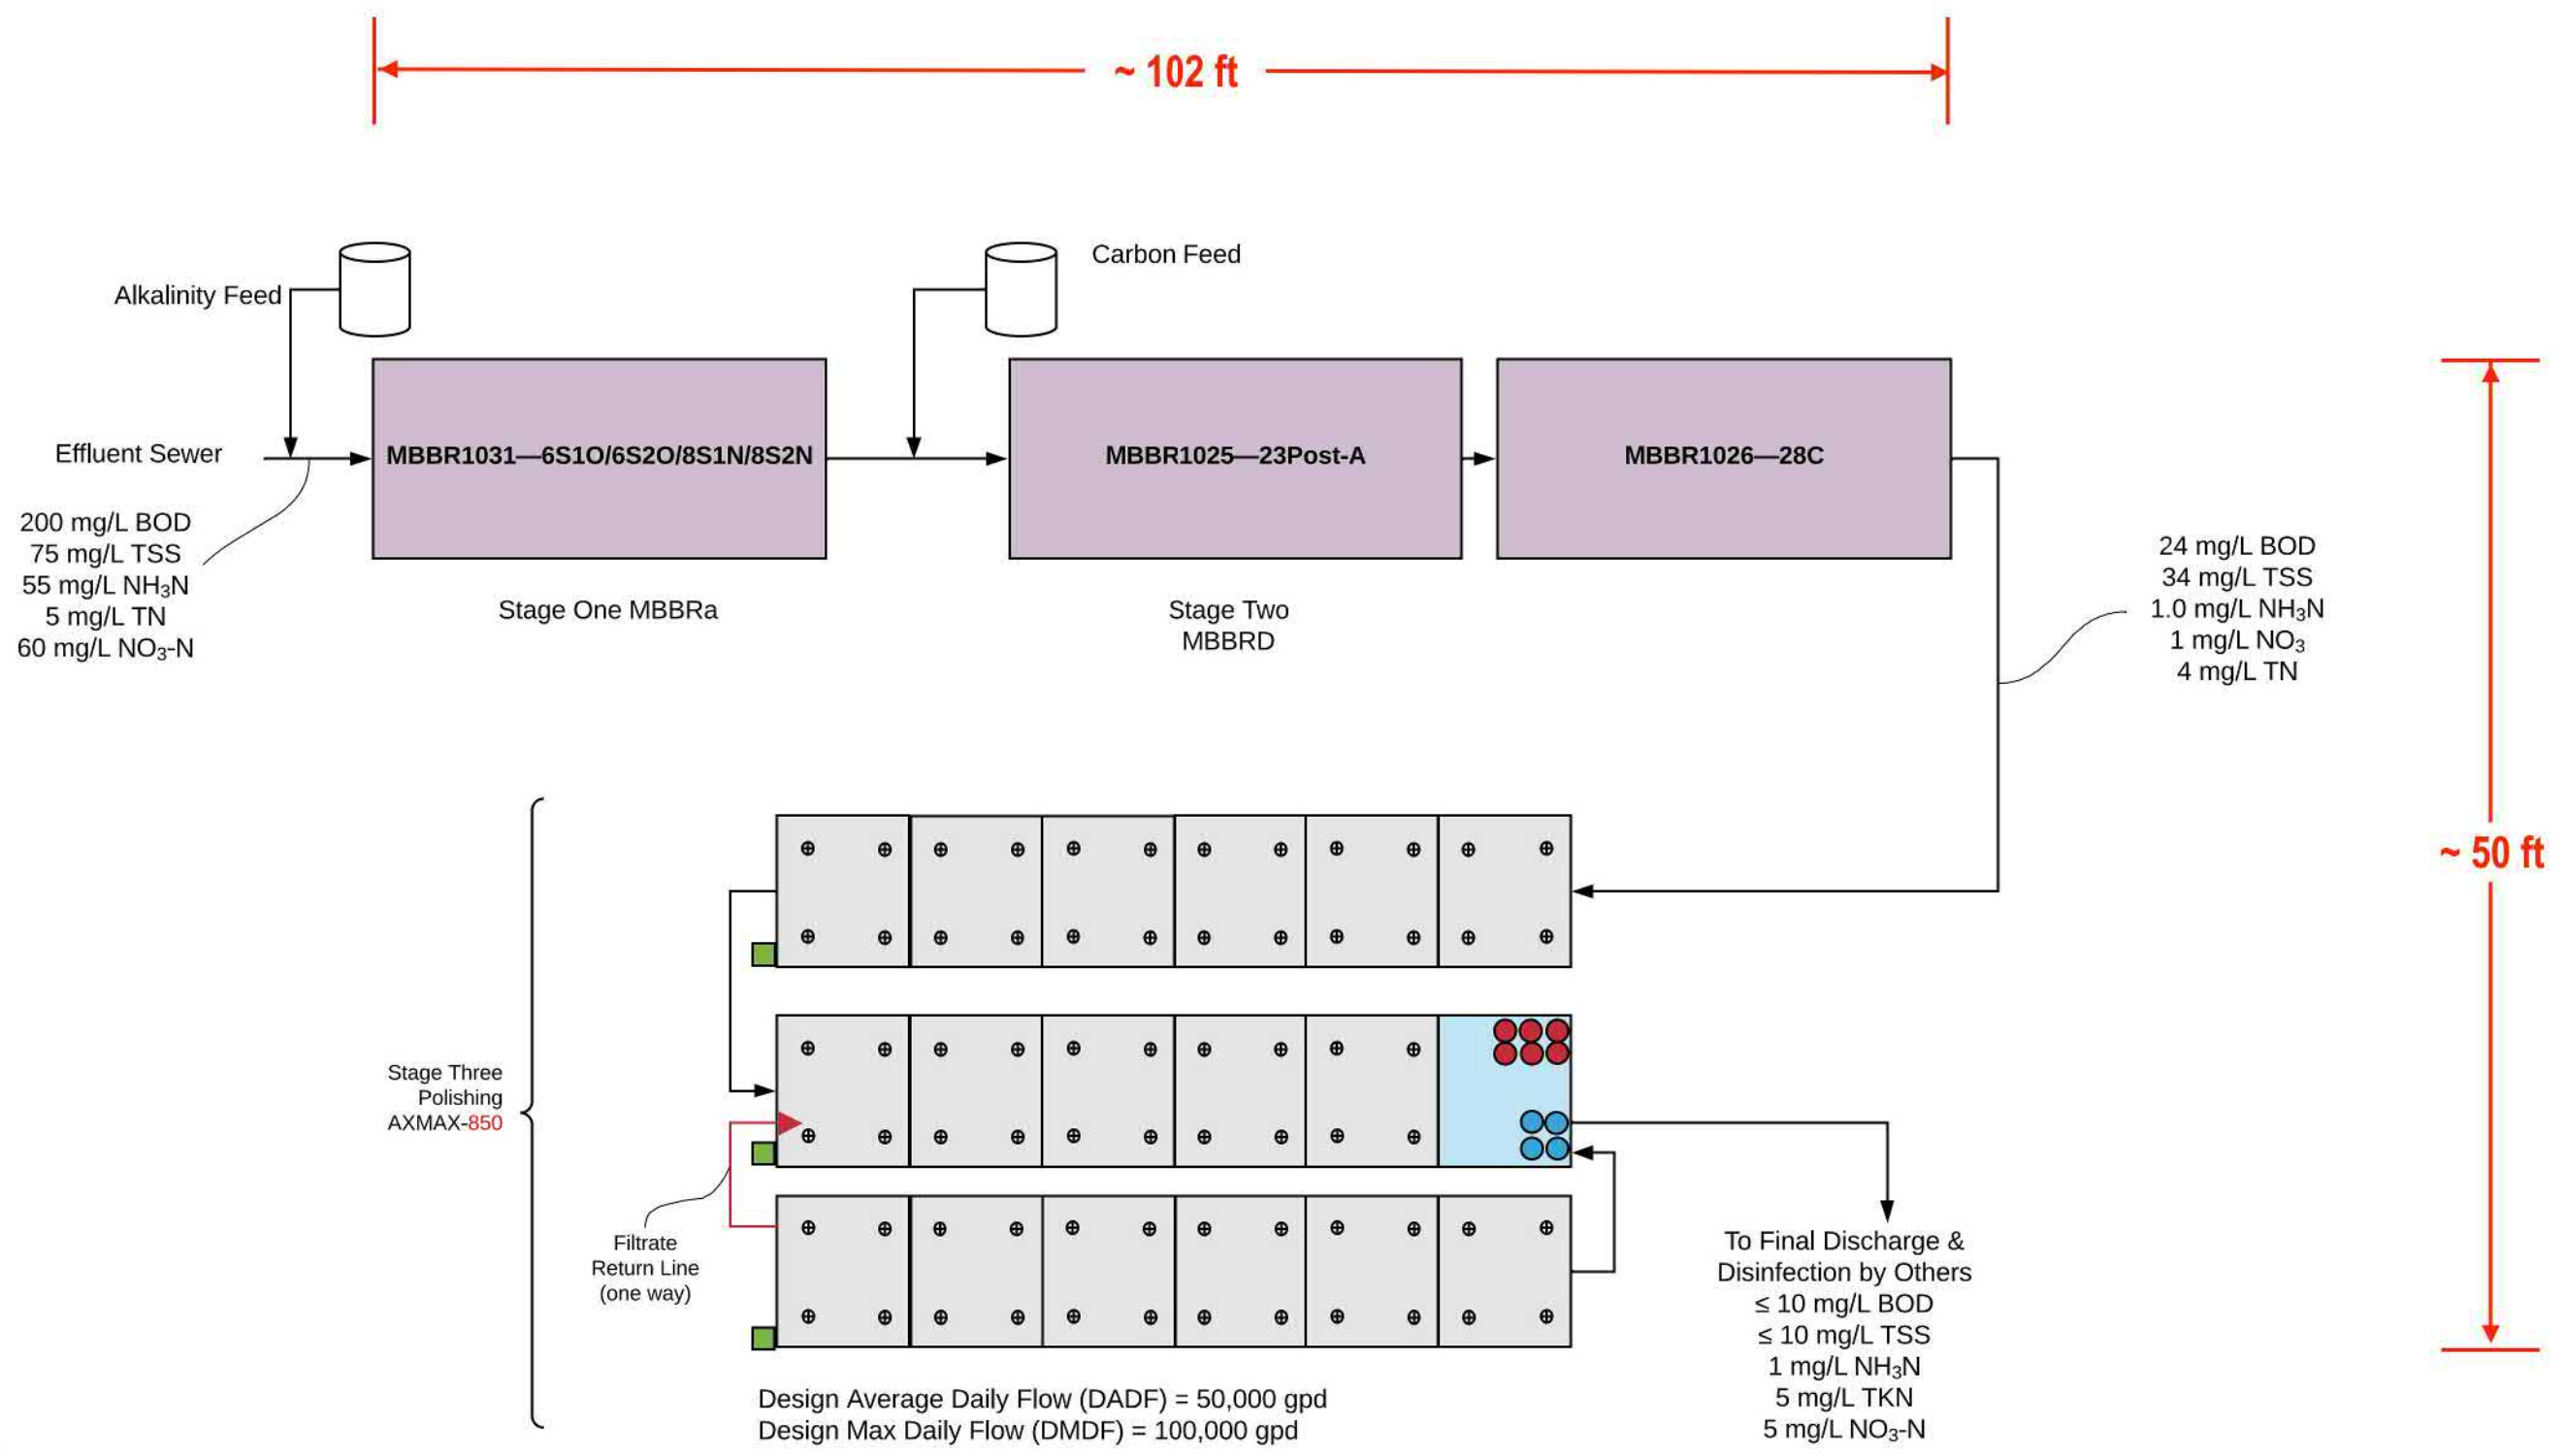 ~ 102 ft
Carbon Feed
Alkalinity Feed
Effluent Sewer
MBBR1031—6S1O/6S2O/8S1N/8S2N
MBBR1025—23Post-A
MBBR1026—28C
200 mg/L BOD
75 mg/L TSS
55 mg/L NH₃N
5 mg/L TN
60 mg/L NO₃-N
Stage One MBBRa
Stage Two
MBBRD
24 mg/L BOD
34 mg/L TSS
1.0 mg/L NH₃N
1 mg/L NO₃
4 mg/L TN
~ 50 ft
Stage Three
Polishing
AXMAX-850
Filtrate
Return Line
(one way)
To Final Discharge &
Disinfection by Others
≤ 10 mg/L BOD
≤ 10 mg/L TSS
1 mg/L NH₃N
5 mg/L TKN
5 mg/L NO₃-N
Design Average Daily Flow (DADF) = 50,000 gpd
Design Max Daily Flow (DMDF) = 100,000 gpd